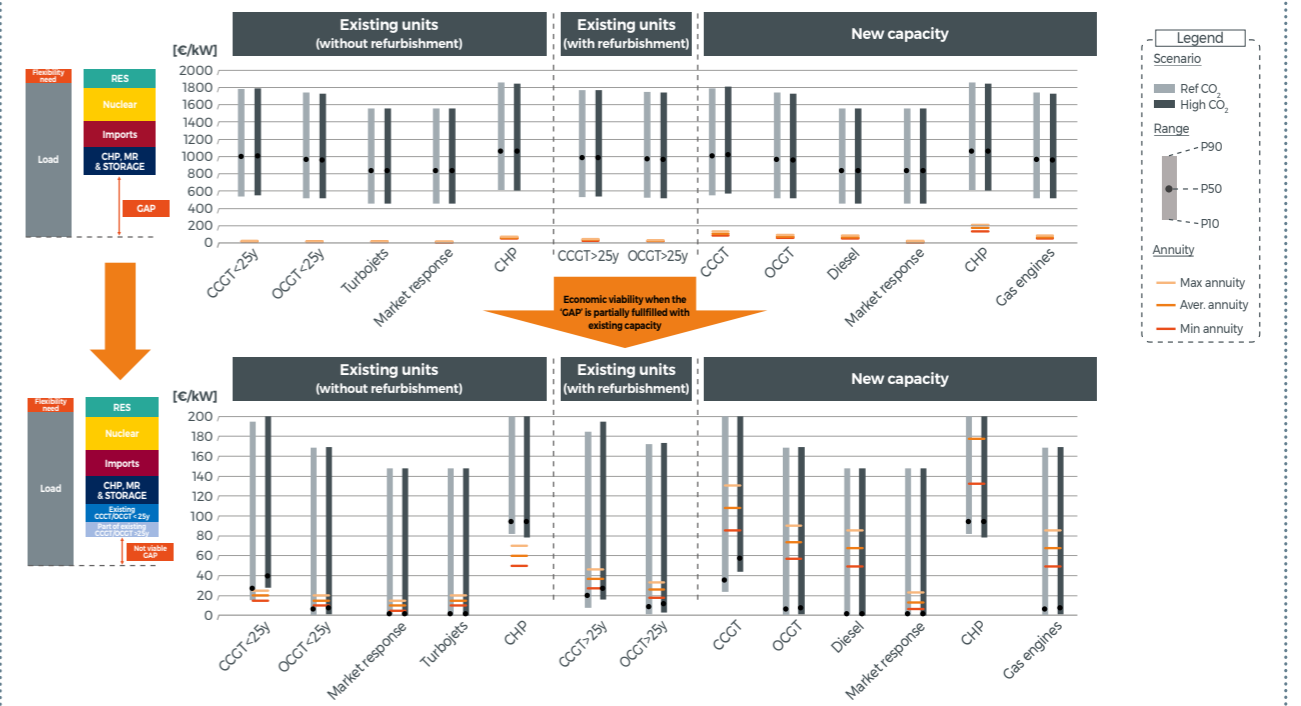 Existing units
(without refurbishment)
Existing units
(with refurbishment)
New capacity
[€/kW]
2000
1800
1600
1400
1200
1000
800
600
400
200
0
Flexibility
need
Load
RES
Nuclear
Imports
CHP, MR
& STORAGE
GAP
CCGT<25y
OCGT<25y
Turbojets
Market response
CHP
CCGT>25y
OCGT>25y
CCGT
OCGT
Diesel
Market response
CHP
Gas engines
Legend
Scenario
Ref CO2
High CO2
Range
P90
P50
P10
Annuity
Max annuity
Aver. annuity
Min annuity
Economic viability when the
'GAP' is partially fullfilled with
existing capacity
Existing units
(without refurbishment)
Existing units
(with refurbishment)
New capacity
[€/kW]
200
180
160
140
120
100
80
60
40
20
0
Flexibility
need
Load
RES
Nuclear
Imports
CHP, MR
& STORAGE
Existing
CCCT/OCGT < 25y
Part of existing
CCGT/OCGT >25y
Not viable
GAP
CCGT<25y
OCGT<25y
Market response
Turbojets
CHP
CCGT>25y
OCGT>25y
CCGT
OCGT
Diesel
Market response
CHP
Gas engines